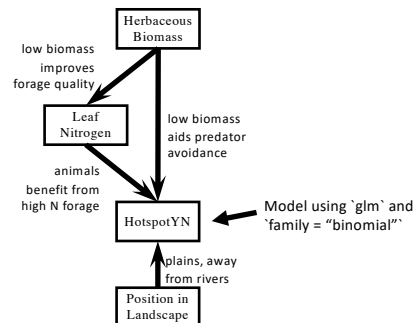 Herbaceous
Biomass
low biomass
improves
forage quality
Leaf
Nitrogen
low biomass
aids predator
avoidance
animals
benefit from
high N forage
HotspotYN
Model using `glm` and
`family = “binomial”`
plains, away
from rivers
Position in
Landscape